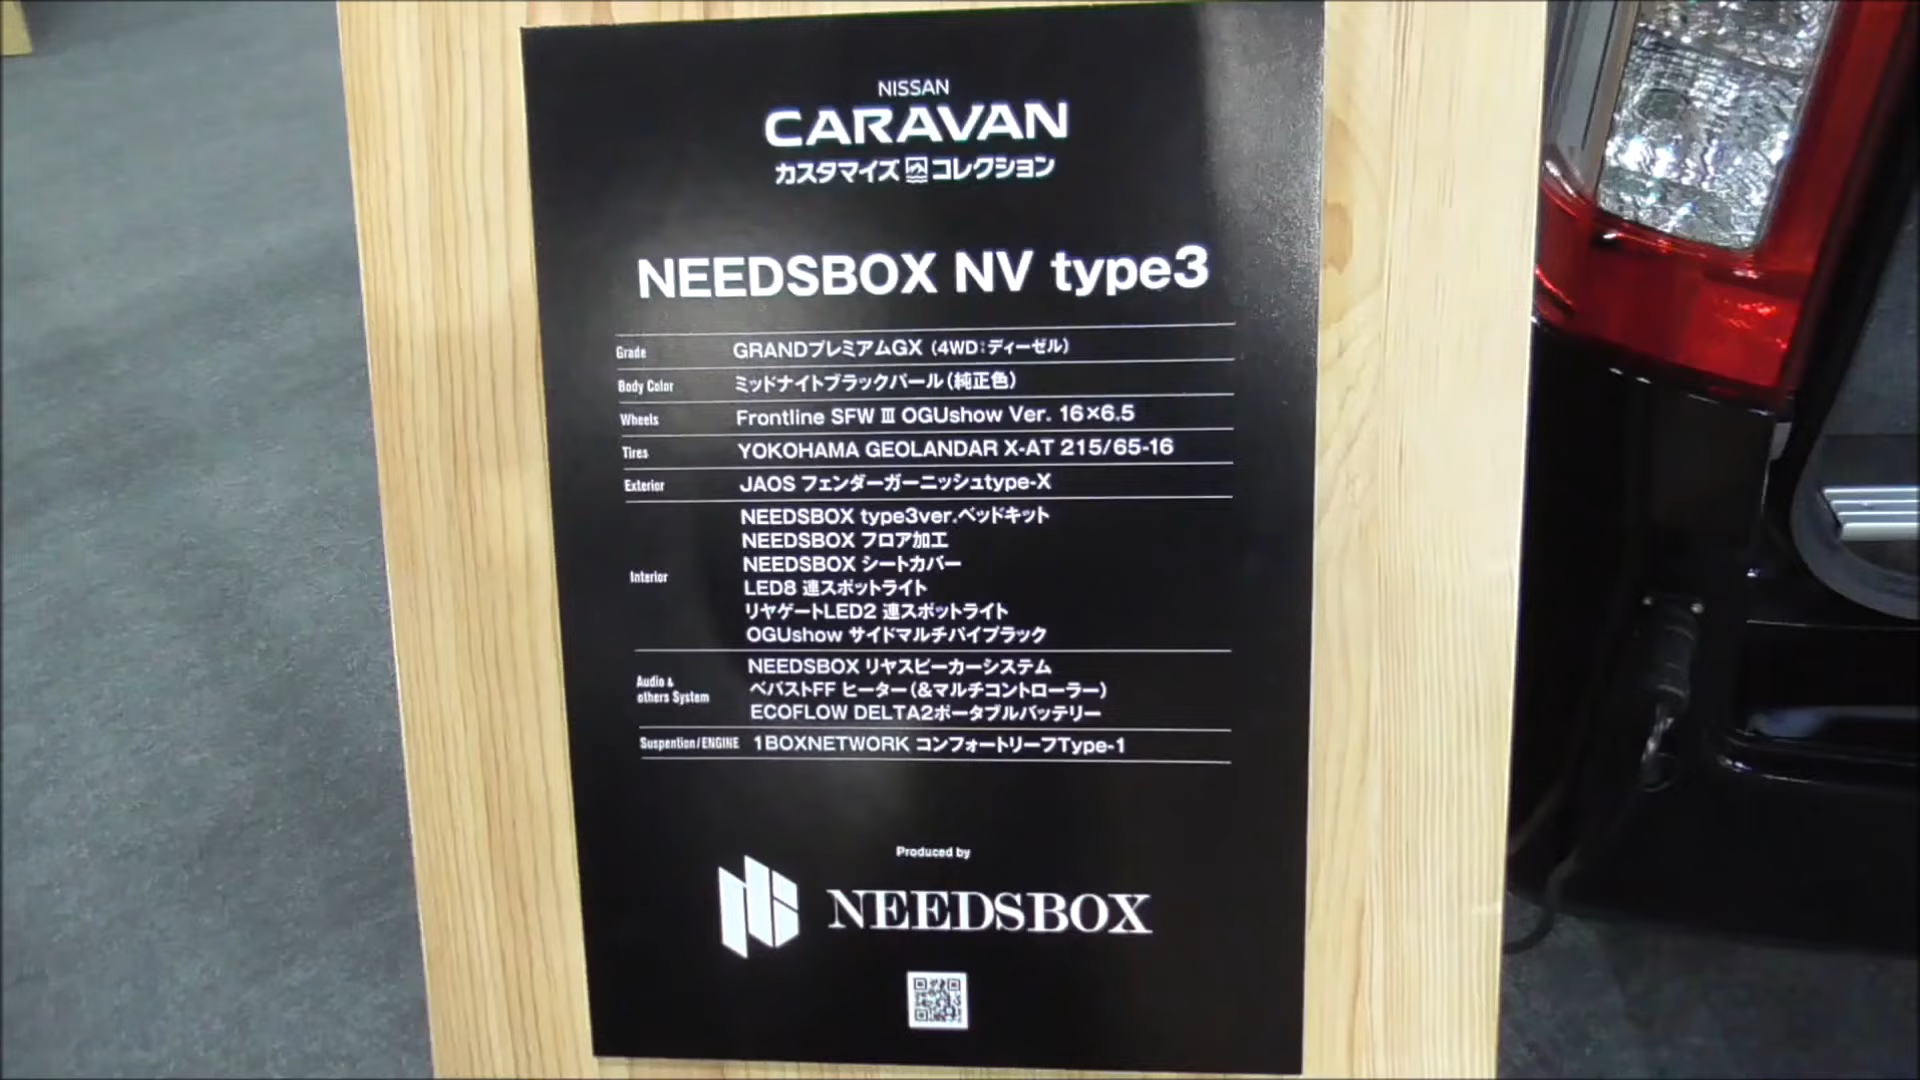 NISSAN
CARAVAN
カスタマイズ コレクション
NEEDSBOX NV type3
Grade GRANDプレミアムGX (4WD:ディーゼル)
Body Color ミッドナイトブラックパール(純正色)
Wheels Frontline SFW Ⅲ OGUshow Ver. 16×6.5
Tires YOKOHAMA GEOLANDAR X-AT 215/65-16
Exterior JAOS フェンダーガーニッシュtype-X
Interior
NEEDSBOX type3ver.ベッドキット
NEEDSBOX フロア加工
NEEDSBOX シートカバー
LED8 連スポットライト
リヤゲートLED2 連スポットライト
OGUshow サイドマルチパイプラック
Audio &
others System
NEEDSBOX リヤスピーカーシステム
ベバストFF ヒーター(&マルチコントローラー)
ECOFLOW DELTA2ポータブルバッテリー
Suspention/ENGINE 1BOXNETWORK コンフォートリーフType-1
Produced by
NEEDSBOX